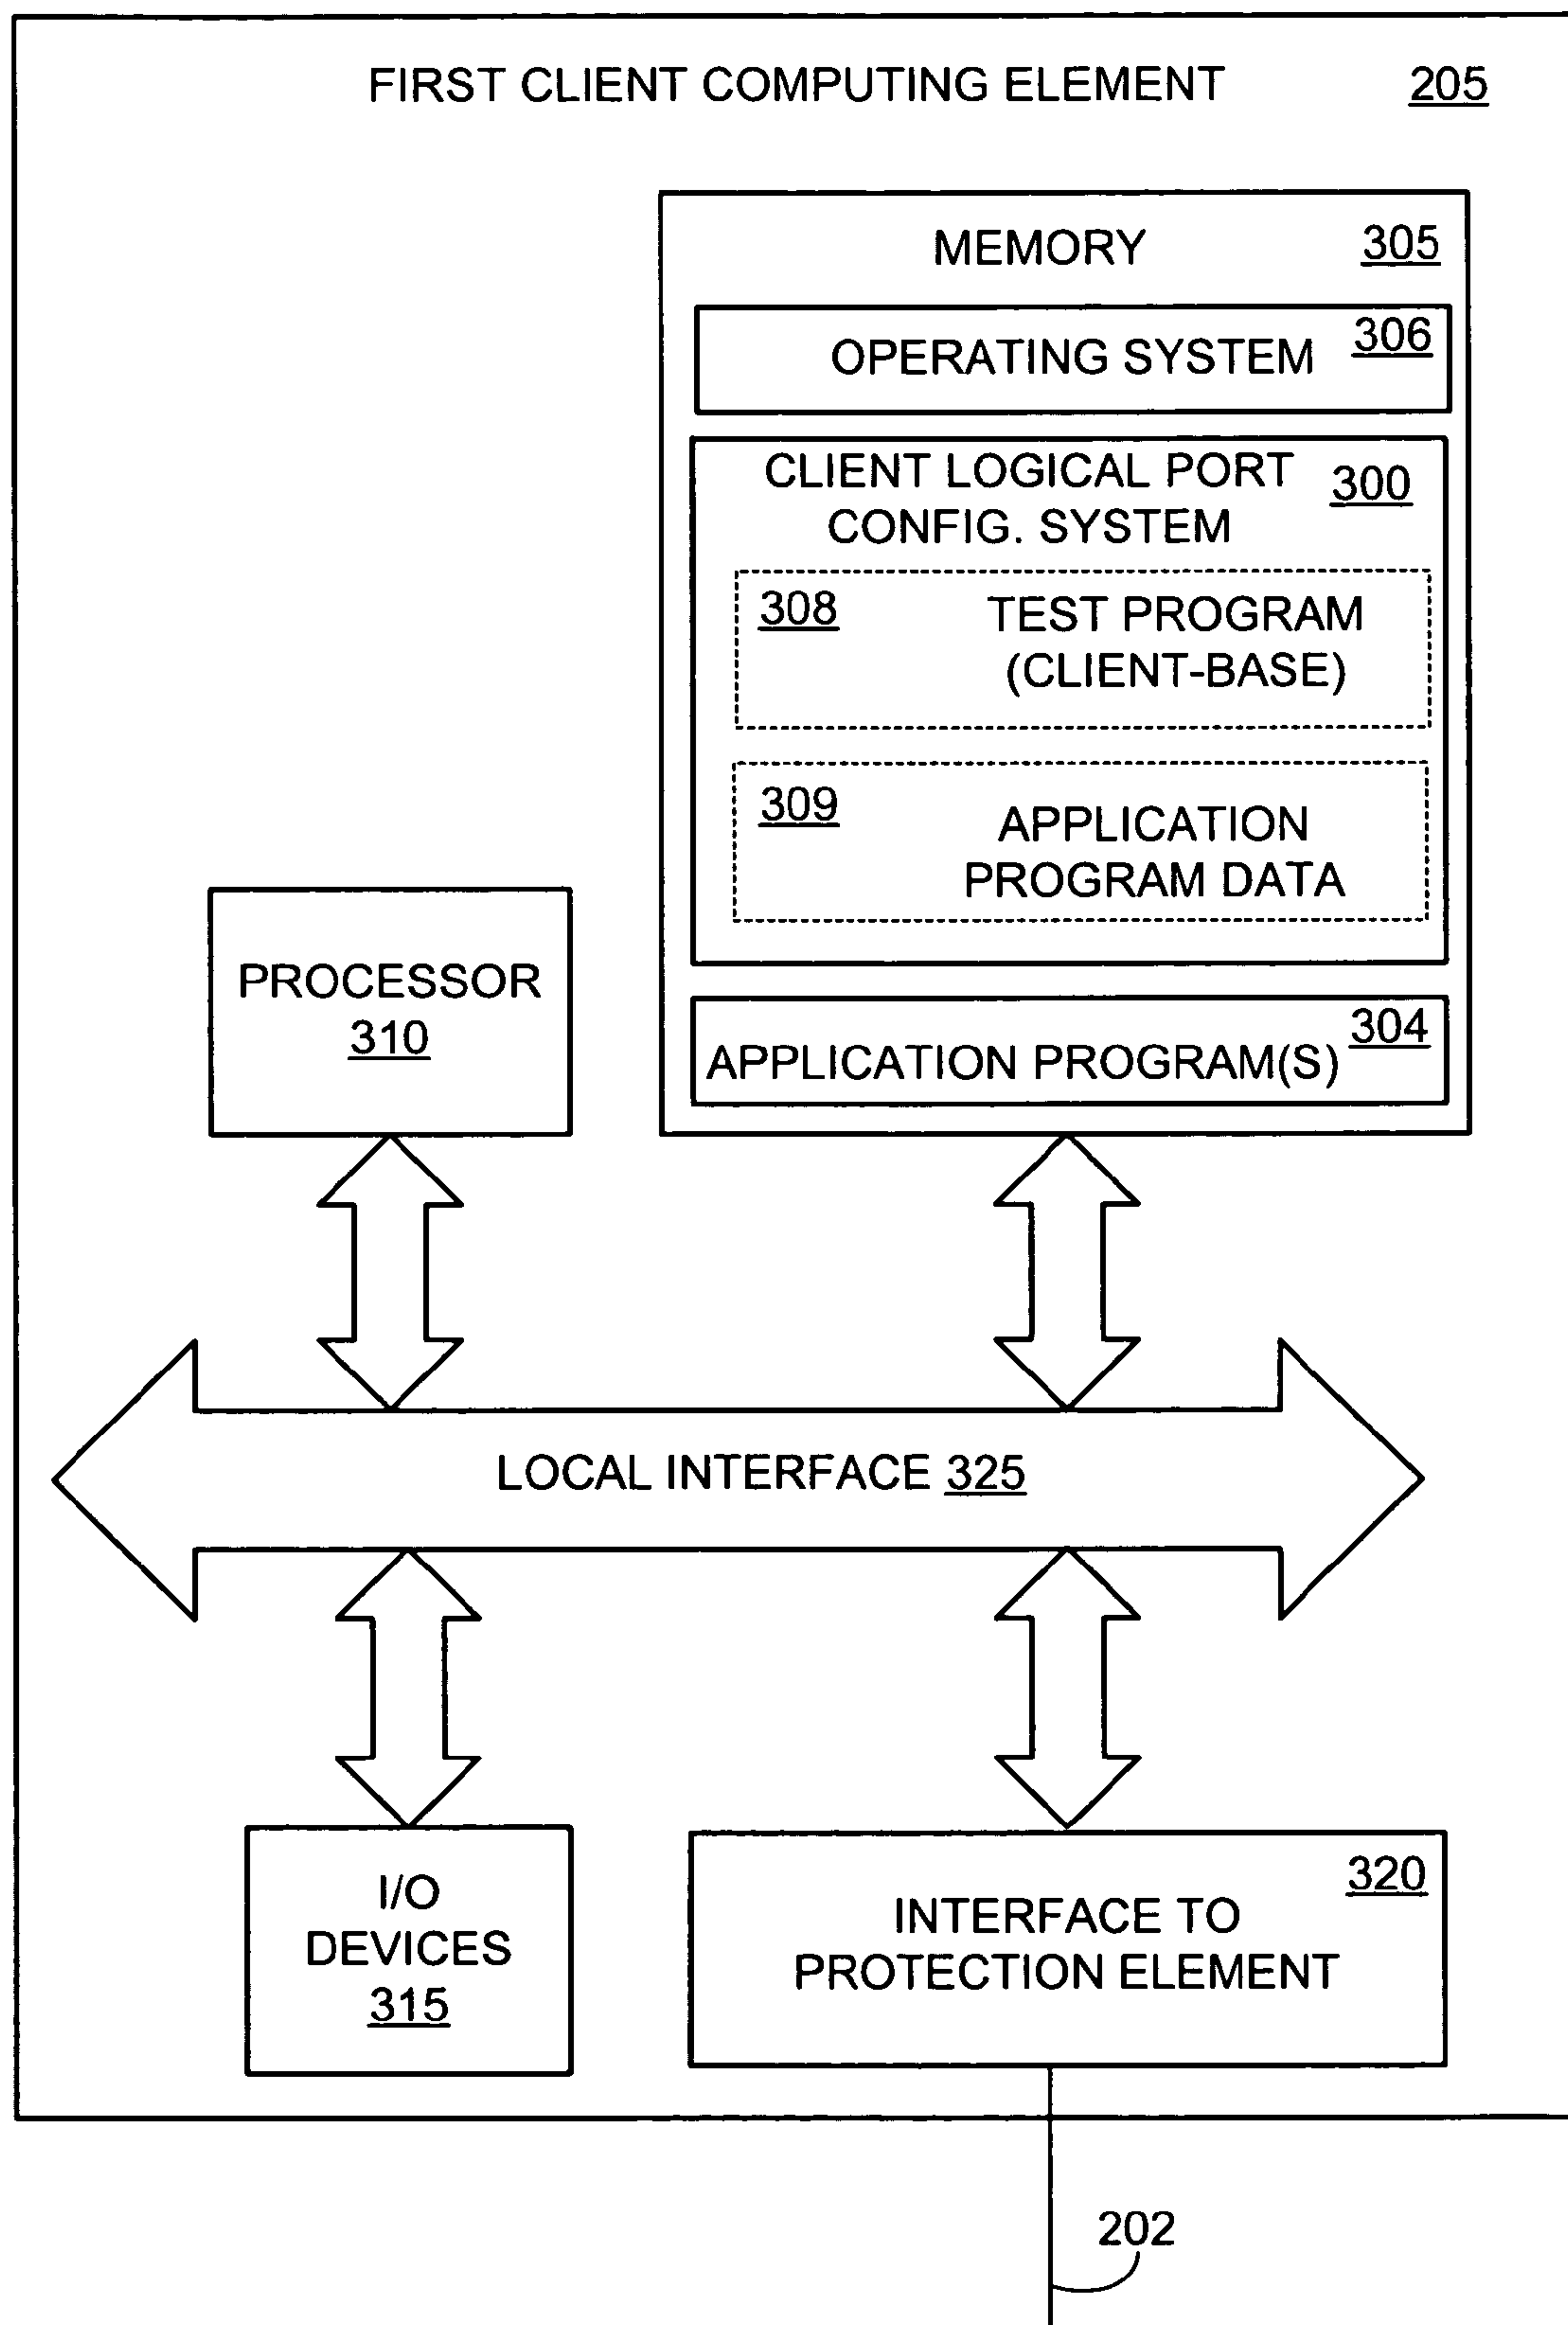 FIRST CLIENT COMPUTING ELEMENT 205
MEMORY 305
OPERATING SYSTEM 306
CLIENT LOGICAL PORT 300
CONFIG. SYSTEM
308 TEST PROGRAM
(CLIENT-BASE)
309 APPLICATION
PROGRAM DATA
APPLICATION PROGRAM(S) 304
PROCESSOR
310
LOCAL INTERFACE 325
I/O
DEVICES
315
320
INTERFACE TO
PROTECTION ELEMENT
202